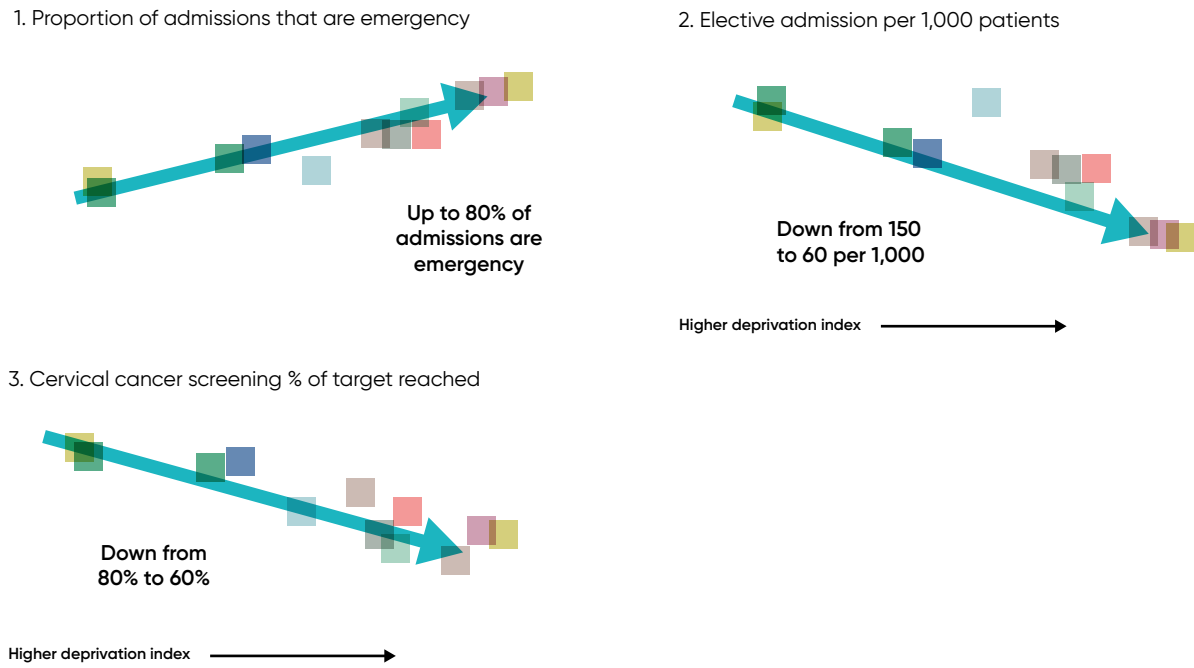 1. Proportion of admissions that are emergency
Up to 80% of
admissions are
emergency
2. Elective admission per 1,000 patients
Down from 150
to 60 per 1,000
Higher deprivation index
3. Cervical cancer screening % of target reached
Down from
80% to 60%
Higher deprivation index